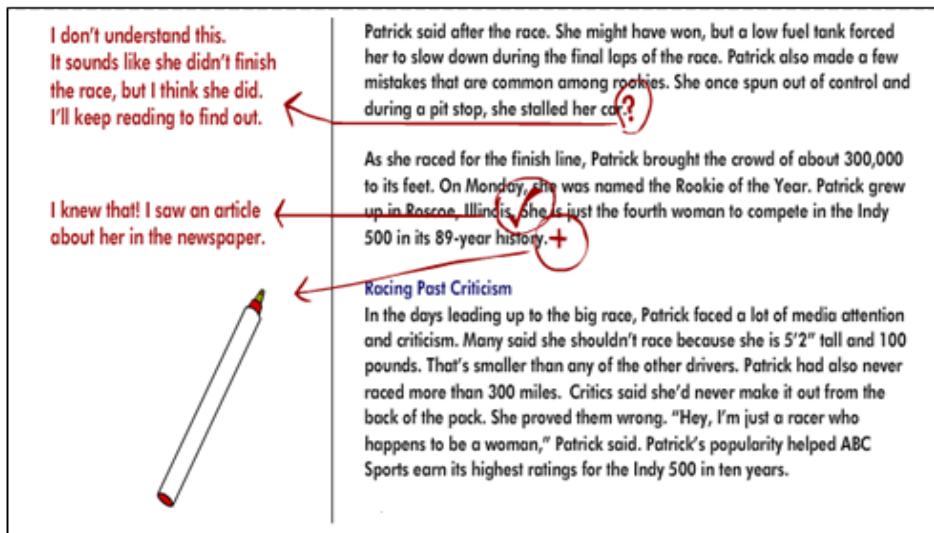 I don't understand this.
It sounds like she didn't finish
the race, but I think she did.
I'll keep reading to find out.
I knew that! I saw an article
about her in the newspaper.
Patrick said after the race. She might have won, but a low fuel tank forced
her to slow down during the final laps of the race. Patrick also made a few
mistakes that are common among rookies. She once spun out of control and
during a pit stop, she stalled her car. ?
As she raced for the finish line, Patrick brought the crowd of about 300,000
to its feet. On Monday, she was named the Rookie of the Year. Patrick grew
up in Roscoe, Illinois. She is just the fourth woman to compete in the Indy
500 in its 89-year history. +
Racing Past Criticism
In the days leading up to the big race, Patrick faced a lot of media attention
and criticism. Many said she shouldn't race because she is 5'2" tall and 100
pounds. That's smaller than any of the other drivers. Patrick had also never
raced more than 300 miles.  Critics said she'd never make it out from the
back of the pack. She proved them wrong. "Hey, I'm just a racer who
happens to be a woman," Patrick said. Patrick's popularity helped ABC
Sports earn its highest ratings for the Indy 500 in ten years.